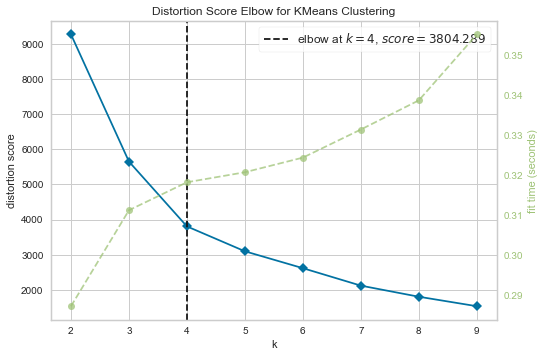 Distortion Score Elbow for KMeans Clustering
elbow at k = 4, score = 3804.289
9000
8000
7000
6000
5000
4000
3000
2000
distortion score
0.35
0.34
0.33
0.32
0.31
0.30
0.29
fit time (seconds)
2 3 4 5 6 7 8 9
k